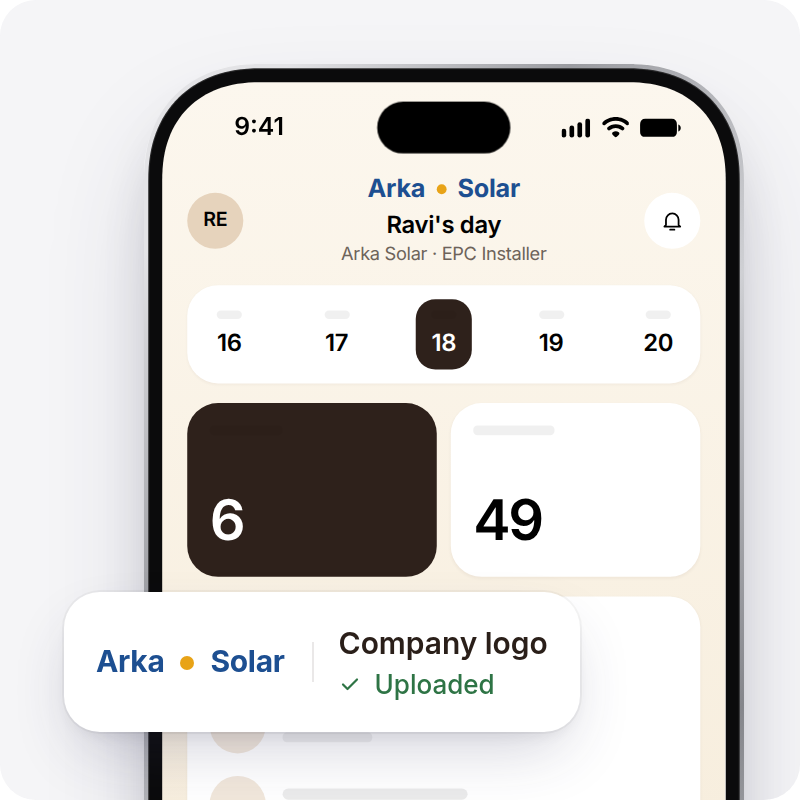 9:41
RE
Arka Solar
Ravi's day
Arka Solar · EPC Installer
16 17 18 19 20
6
49
Arka Solar
Company logo
Uploaded